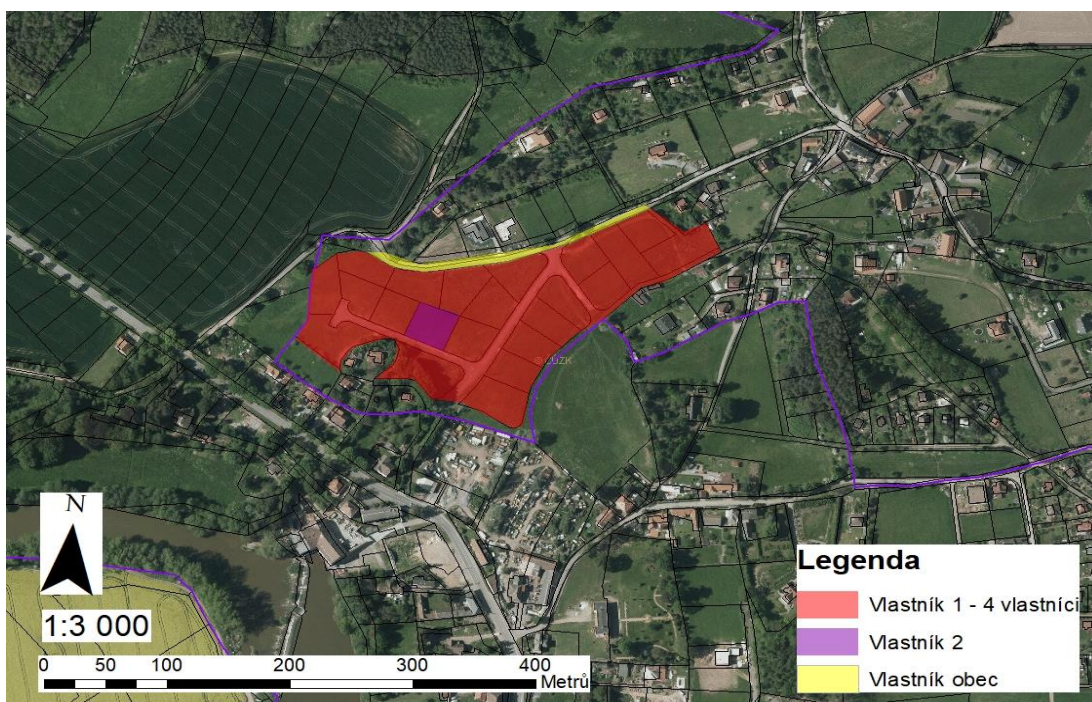 © ČÚZK
N
1:3 000
0 50 100 200 300 400
Metrů
Legenda
Vlastník 1 - 4 vlastníci
Vlastník 2
Vlastník obec